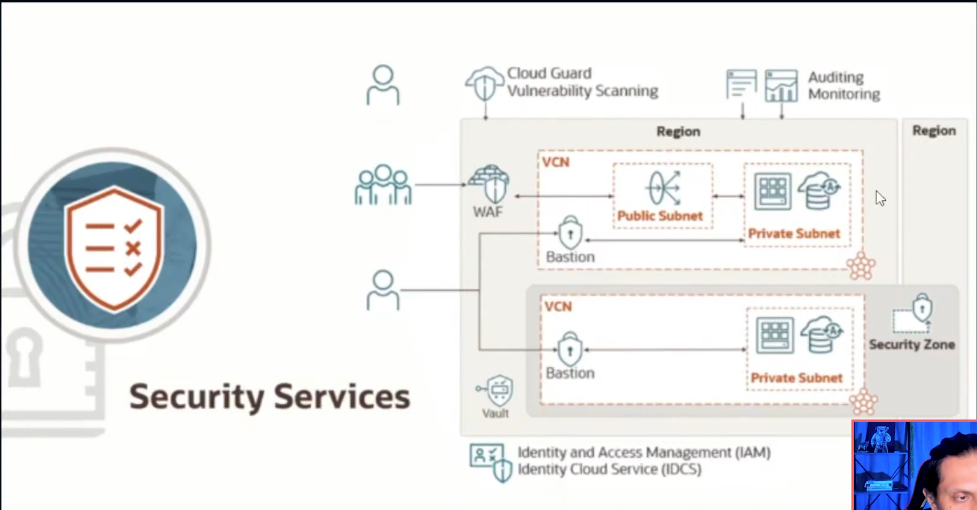 Cloud Guard
Vulnerability Scanning
Auditing
Monitoring
Region
Region
VCN
WAF
Public Subnet
Private Subnet
Bastion
VCN
Security Zone
Bastion
Private Subnet
Security Services
Vault
Identity and Access Management (IAM)
Identity Cloud Service (IDCS)